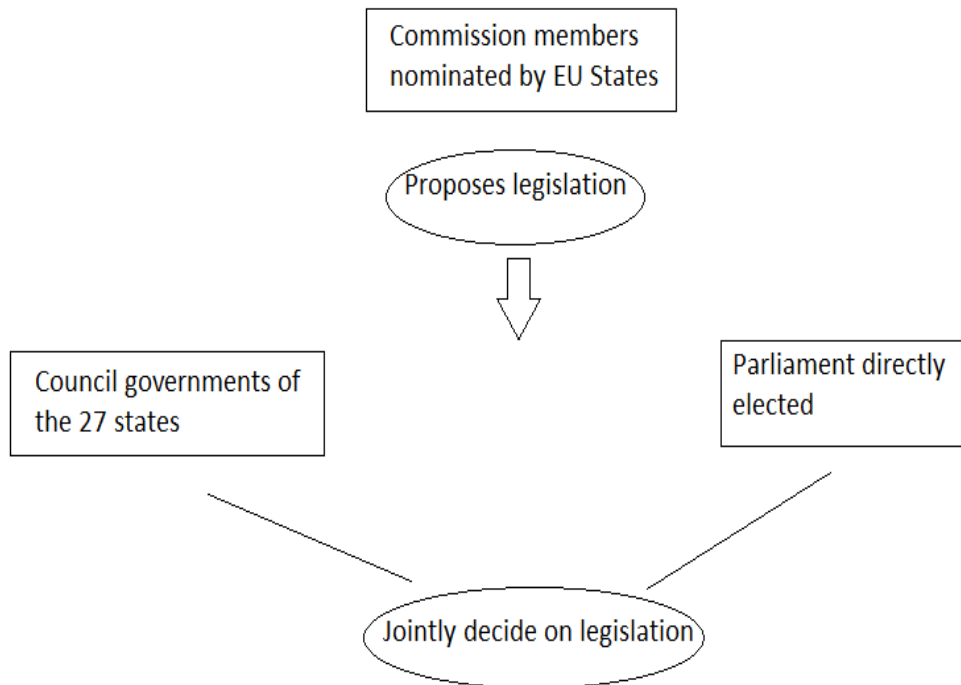 Commission members
nominated by EU States
Proposes legislation
Council governments of
the 27 states
Parliament directly
elected
Jointly decide on legislation